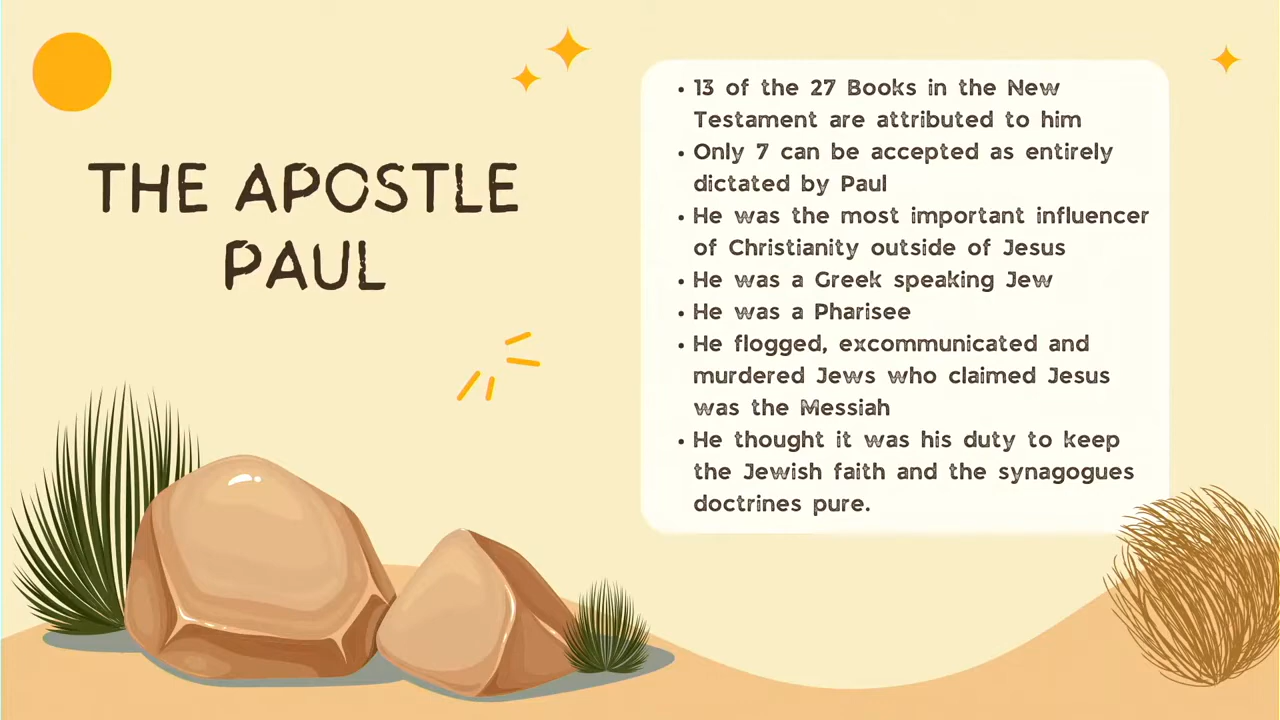 THE APOSTLE
PAUL
• 13 of the 27 Books in the New
Testament are attributed to him
• Only 7 can be accepted as entirely
dictated by Paul
• He was the most important influencer
of Christianity outside of Jesus
• He was a Greek speaking Jew
• He was a Pharisee
• He flogged, excommunicated and
murdered Jews who claimed Jesus
was the Messiah
• He thought it was his duty to keep
the Jewish faith and the synagogues
doctrines pure.